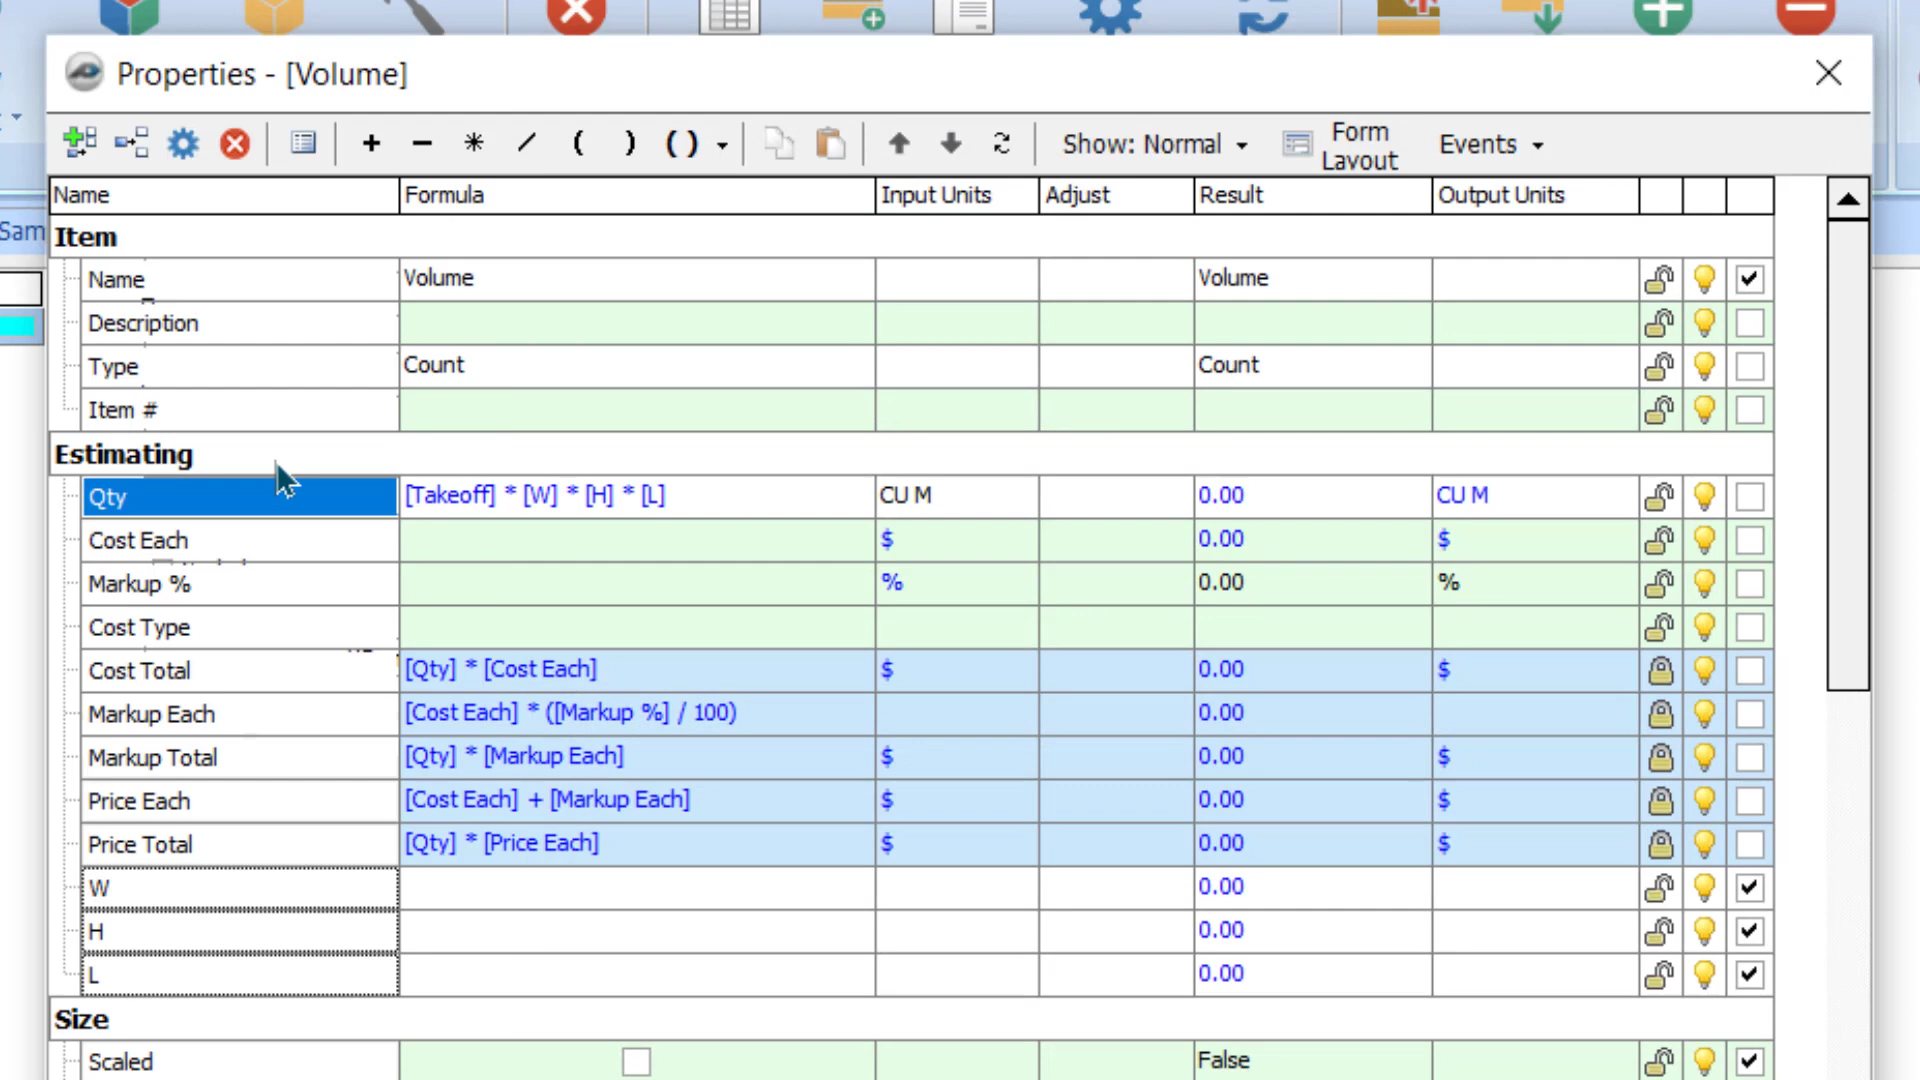 Properties - [Volume]
+ − * / ( ) ( ) Show: Normal Form Layout Events
Name Formula Input Units Adjust Result Output Units
Sam
Item
Name Volume Volume
Description
Type Count Count
Item #
Estimating
Qty [Takeoff] * [W] * [H] * [L] CU M 0.00 CU M
Cost Each $ 0.00 $
Markup % % 0.00 %
Cost Type
Cost Total [Qty] * [Cost Each] $ 0.00 $
Markup Each [Cost Each] * ([Markup %] / 100) 0.00
Markup Total [Qty] * [Markup Each] $ 0.00 $
Price Each [Cost Each] + [Markup Each] $ 0.00 $
Price Total [Qty] * [Price Each] $ 0.00 $
W 0.00
H 0.00
L 0.00
Size
Scaled False